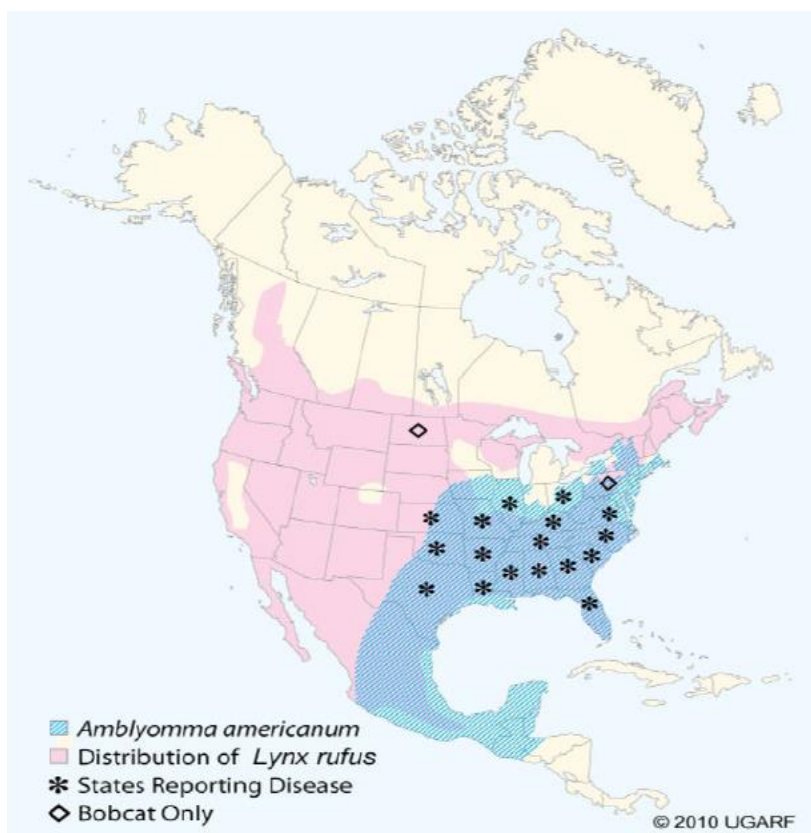 Amblyomma americanum
Distribution of Lynx rufus
States Reporting Disease
Bobcat Only
© 2010 UGARF